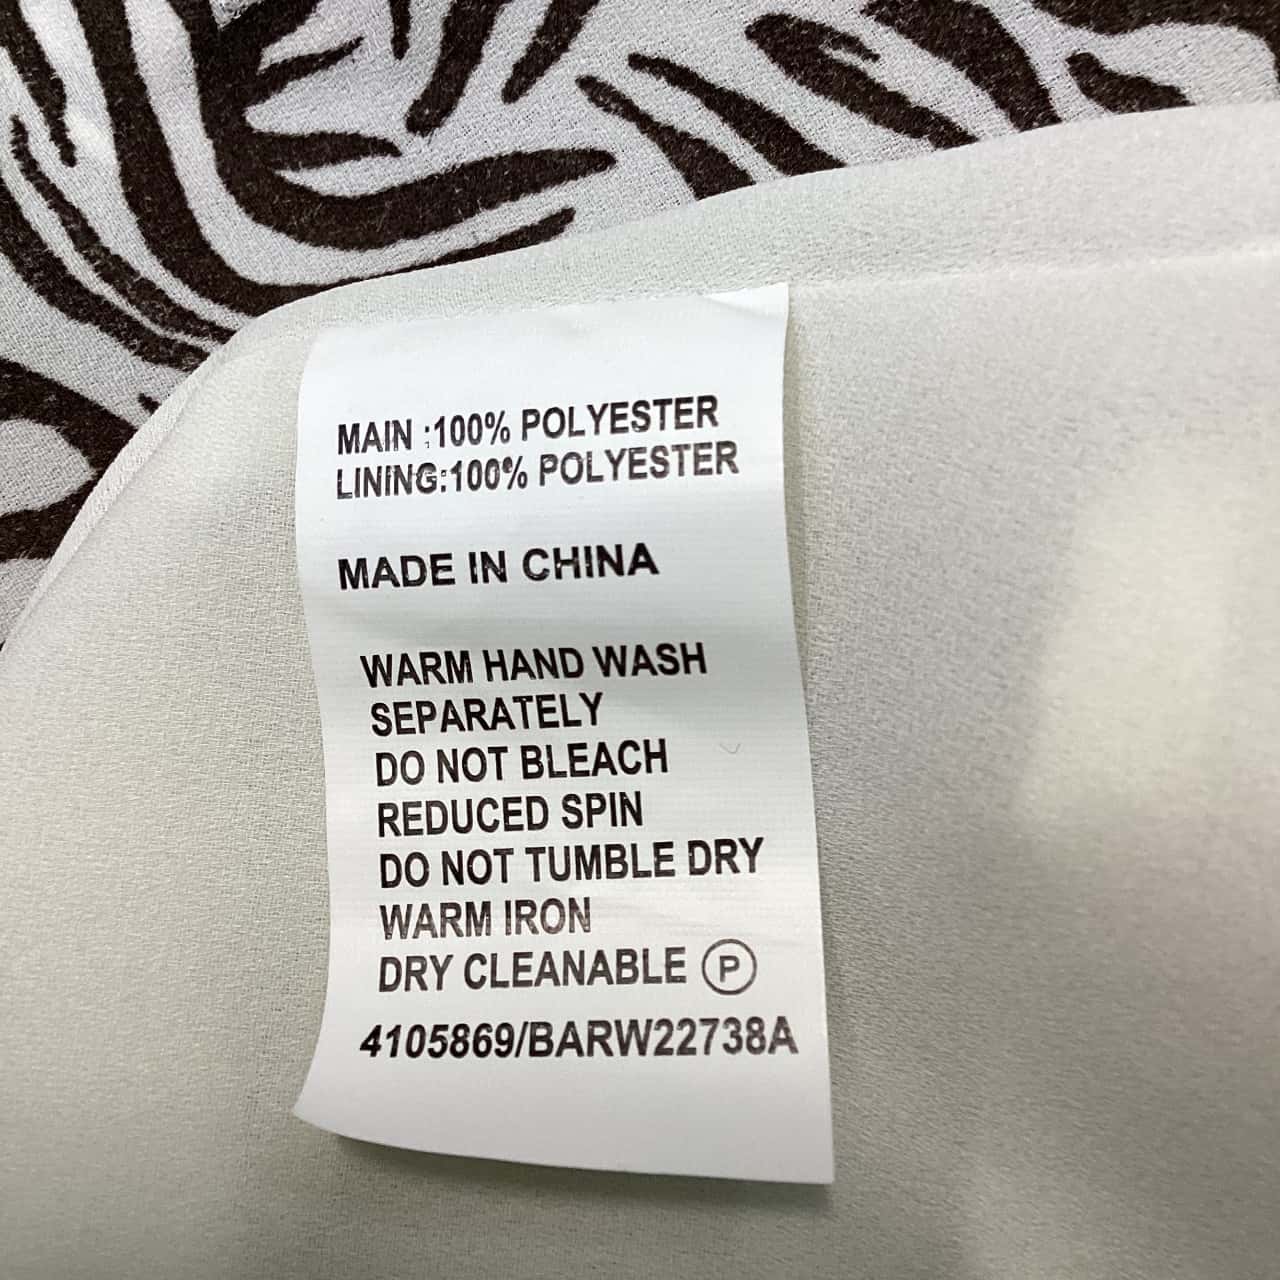 MAIN :100% POLYESTER
LINING:100% POLYESTER
MADE IN CHINA
WARM HAND WASH
SEPARATELY
DO NOT BLEACH
REDUCED SPIN
DO NOT TUMBLE DRY
WARM IRON
DRY CLEANABLE Ⓟ
4105869/BARW22738A